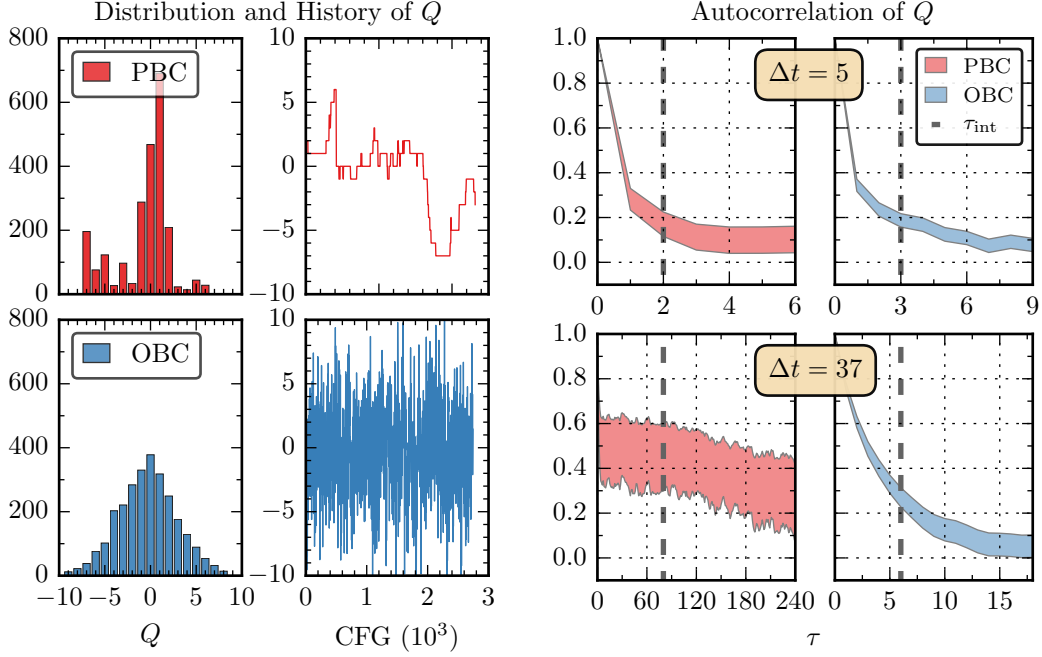 Distribution and History of Q
Autocorrelation of Q
800
600
400
200
0
PBC
10
5
0
−5
−10
1.0
0.8
0.6
0.4
0.2
0.0
0 2 4 6
Δt = 5
PBC
OBC
τint
0 3 6 9
800
600
400
200
0
OBC
−10 −5 0 5 10
Q
10
5
0
−5
−10
0 1 2 3
CFG (10³)
1.0
0.8
0.6
0.4
0.2
0.0
0 60 120 180 240
Δt = 37
0 5 10 15
τ